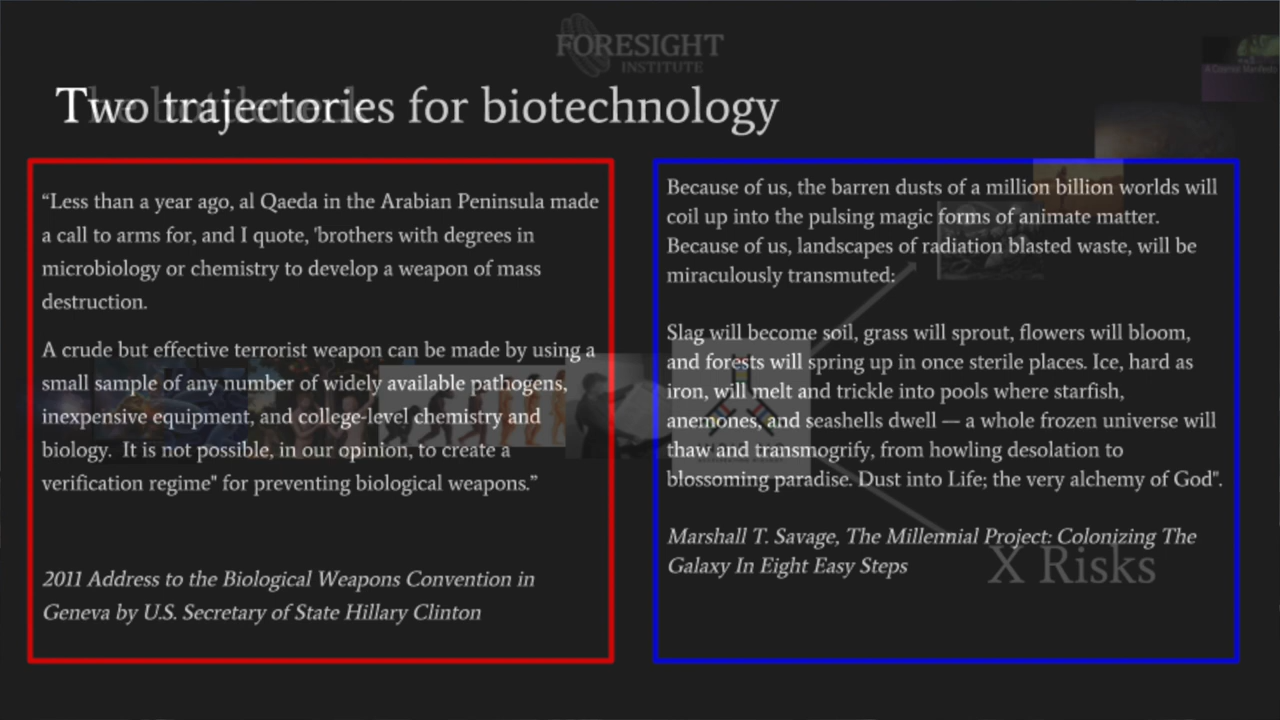 FORESIGHT
INSTITUTE
Two trajectories for biotechnology
“Less than a year ago, al Qaeda in the Arabian Peninsula made
a call to arms for, and I quote, 'brothers with degrees in
microbiology or chemistry to develop a weapon of mass
destruction.
A crude but effective terrorist weapon can be made by using a
small sample of any number of widely available pathogens,
inexpensive equipment, and college-level chemistry and
biology.  It is not possible, in our opinion, to create a
verification regime" for preventing biological weapons.”
2011 Address to the Biological Weapons Convention in
Geneva by U.S. Secretary of State Hillary Clinton
Because of us, the barren dusts of a million billion worlds will
coil up into the pulsing magic forms of animate matter.
Because of us, landscapes of radiation blasted waste, will be
miraculously transmuted:
Slag will become soil, grass will sprout, flowers will bloom,
and forests will spring up in once sterile places. Ice, hard as
iron, will melt and trickle into pools where starfish,
anemones, and seashells dwell — a whole frozen universe will
thaw and transmogrify, from howling desolation to
blossoming paradise. Dust into Life; the very alchemy of God".
Marshall T. Savage, The Millennial Project: Colonizing The
Galaxy In Eight Easy Steps
X Risks